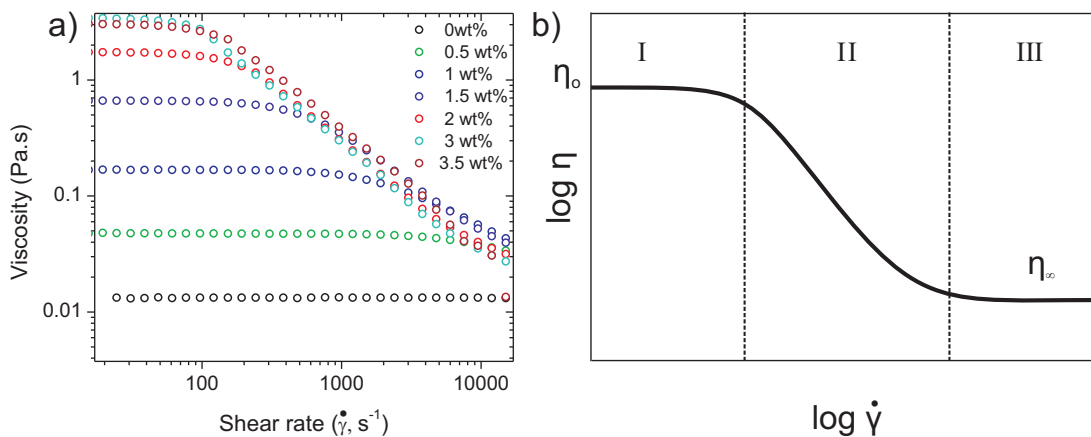 a)
Viscosity (Pa.s)
1
0.1
0.01
100
1000
10000
Shear rate (γ̇, s⁻¹)
0wt%
0.5 wt%
1 wt%
1.5 wt%
2 wt%
3 wt%
3.5 wt%
b)
I
II
III
ηₒ
η∞
log η
log γ̇